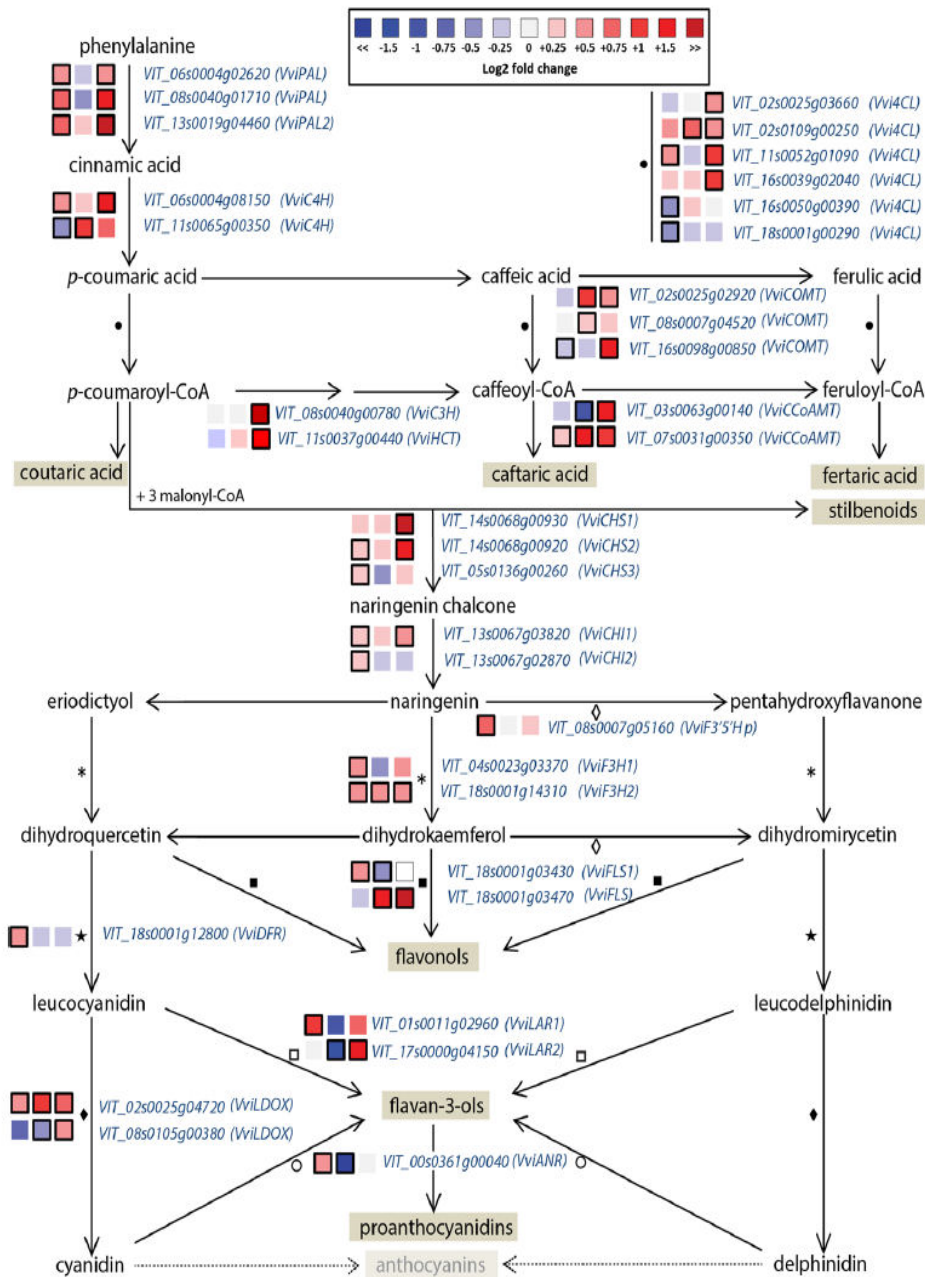 << -1.5 -1 -0.75 -0.5 -0.25 0 +0.25 +0.5 +0.75 +1 +1.5 >>
Log2 fold change
phenylalanine
VIT_06s0004g02620 (VviPAL)
VIT_08s0040g01710 (VviPAL)
VIT_13s0019g04460 (VviPAL2)
VIT_02s0025g03660 (Vvi4CL)
VIT_02s0109g00250 (Vvi4CL)
VIT_11s0052g01090 (Vvi4CL)
VIT_16s0039g02040 (Vvi4CL)
VIT_16s0050g00390 (Vvi4CL)
VIT_18s0001g00290 (Vvi4CL)
cinnamic acid
VIT_06s0004g08150 (VviC4H)
VIT_11s0065g00350 (VviC4H)
p-coumaric acid
caffeic acid
ferulic acid
VIT_02s0025g02920 (VviCOMT)
VIT_08s0007g04520 (VviCOMT)
VIT_16s0098g00850 (VviCOMT)
p-coumaroyl-CoA
caffeoyl-CoA
feruloyl-CoA
VIT_08s0040g00780 (VviC3H)
VIT_11s0037g00440 (VviHCT)
VIT_03s0063g00140 (VviCCoAMT)
VIT_07s0031g00350 (VviCCoAMT)
coutaric acid
caftaric acid
fertaric acid
+ 3 malonyl-CoA
stilbenoids
VIT_14s0068g00930 (VviCHS1)
VIT_14s0068g00920 (VviCHS2)
VIT_05s0136g00260 (VviCHS3)
naringenin chalcone
VIT_13s0067g03820 (VviCHI1)
VIT_13s0067g02870 (VviCHI2)
eriodictyol
naringenin
pentahydroxyflavanone
VIT_08s0007g05160 (VviF3'5'Hp)
VIT_04s0023g03370 (VviF3H1)
VIT_18s0001g14310 (VviF3H2)
dihydroquercetin
dihydrokaemferol
dihydromirycetin
VIT_18s0001g03430 (VviFLS1)
VIT_18s0001g03470 (VviFLS)
VIT_18s0001g12800 (VviDFR)
flavonols
leucocyanidin
leucodelphinidin
VIT_01s0011g02960 (VviLAR1)
VIT_17s0000g04150 (VviLAR2)
VIT_02s0025g04720 (VviLDOX)
VIT_08s0105g00380 (VviLDOX)
flavan-3-ols
VIT_00s0361g00040 (VviANR)
proanthocyanidins
cyanidin
anthocyanins
delphinidin